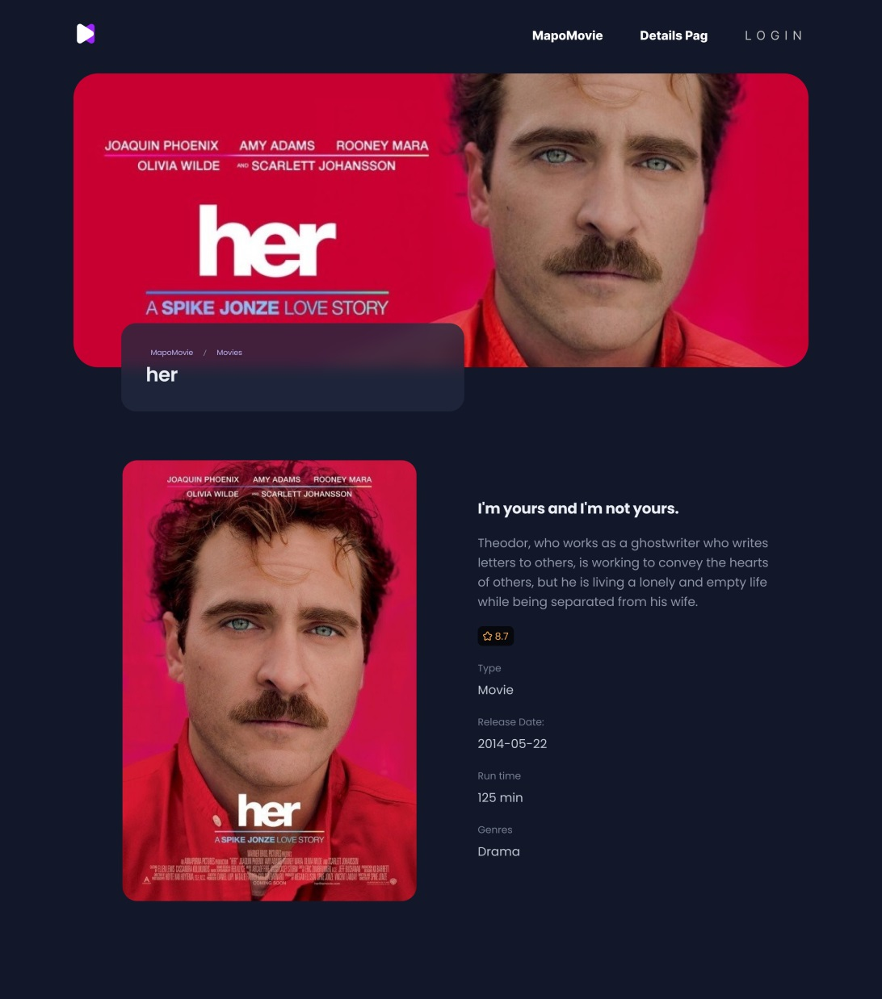 MapoMovie
Details Pag
LOGIN
JOAQUIN PHOENIX AMY ADAMS ROONEY MARA
OLIVIA WILDE AND SCARLETT JOHANSSON
her
A SPIKE JONZE LOVE STORY
MapoMovie / Movies
her
JOAQUIN PHOENIX AMY ADAMS ROONEY MARA
OLIVIA WILDE AND SCARLETT JOHANSSON
her
A SPIKE JONZE LOVE STORY
COMING SOON
I'm yours and I'm not yours.
Theodor, who works as a ghostwriter who writes
letters to others, is working to convey the hearts
of others, but he is living a lonely and empty life
while being separated from his wife.
8.7
Type
Movie
Release Date:
2014-05-22
Run time
125 min
Genres
Drama